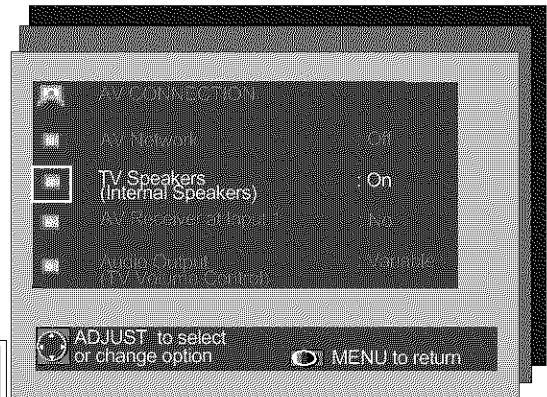 AV CONNECTION
AV Network Off
TV Speakers : On
(Internal Speakers)
AV Receiver at Input 1 No
Audio Output Variable
(TV Volume Control)
ADJUST to select
or change option
MENU to return